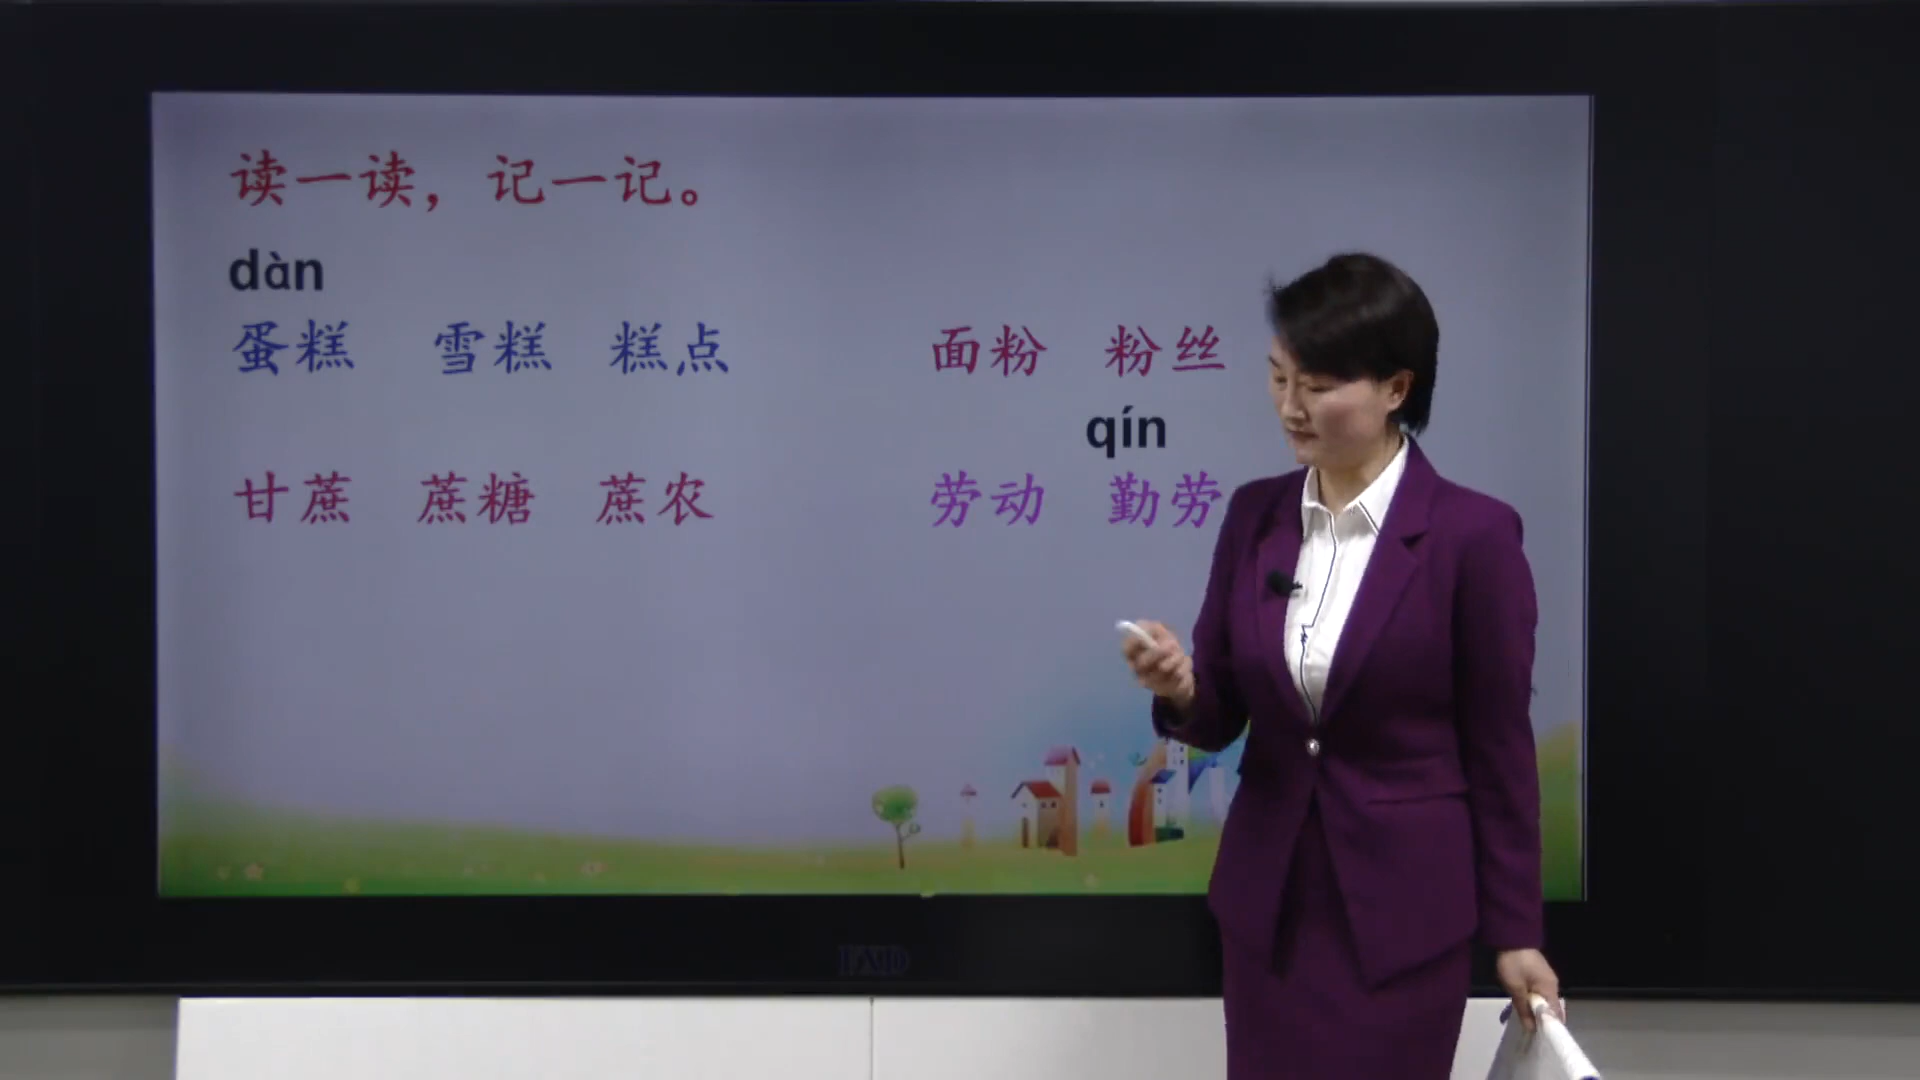 读一读，记一记。
dàn
蛋糕 雪糕 糕点 面粉 粉丝
qín
甘蔗 蔗糖 蔗农 劳动 勤劳